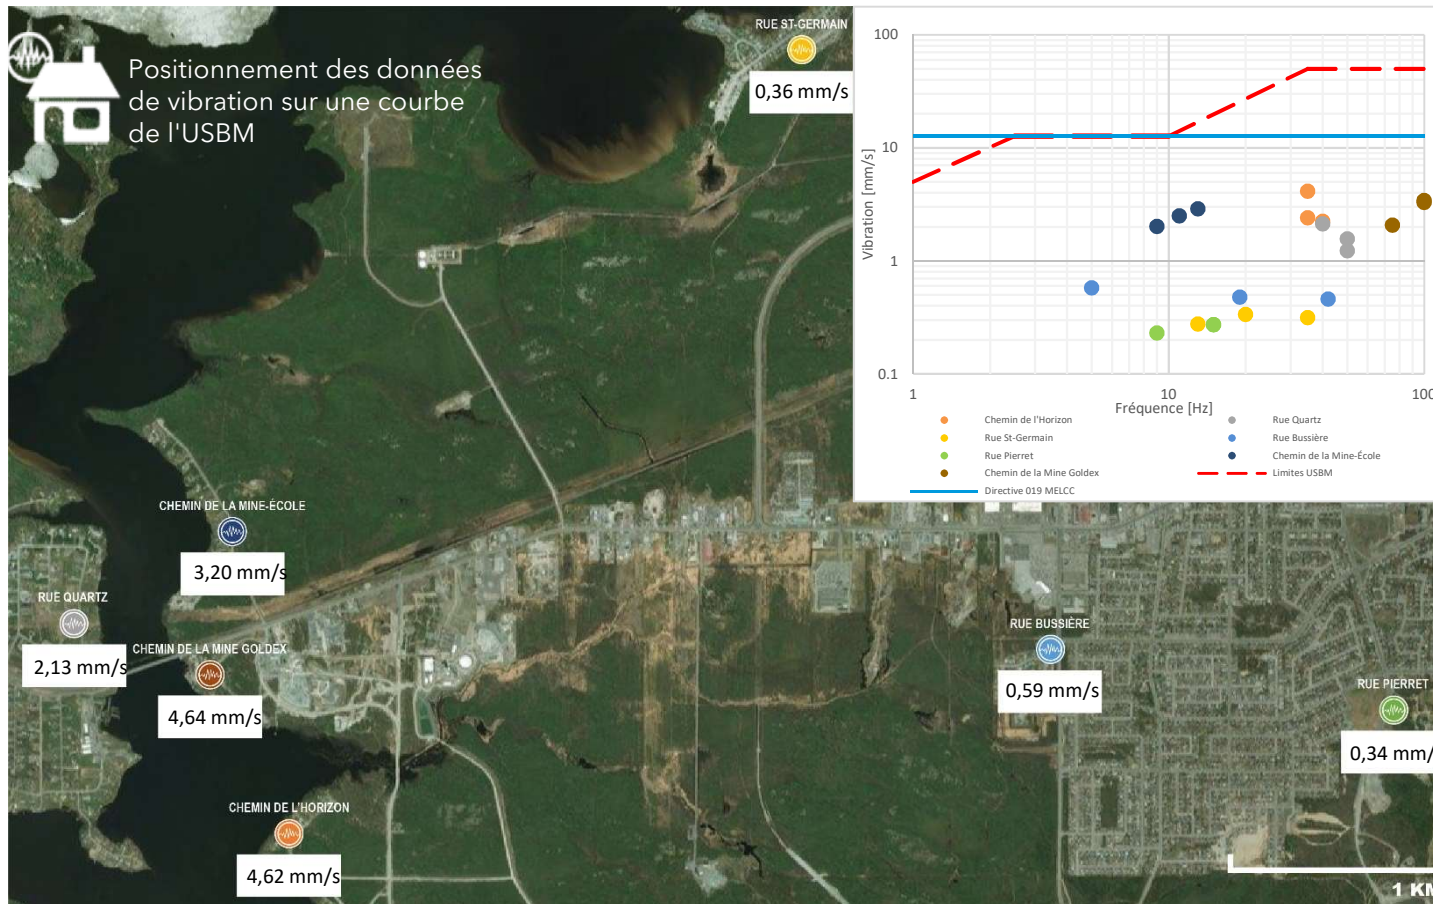 Positionnement des données
de vibration sur une courbe
de l'USBM
RUE ST-GERMAIN
0,36 mm/s
100
10
1
0.1
Vibration [mm/s]
1
10
100
Fréquence [Hz]
Chemin de l'Horizon
Rue Quartz
Rue St-Germain
Rue Bussière
Rue Pierret
Chemin de la Mine-École
Chemin de la Mine Goldex
Limites USBM
Directive 019 MELCC
CHEMIN DE LA MINE-ÉCOLE
3,20 mm/s
RUE QUARTZ
2,13 mm/s
CHEMIN DE LA MINE GOLDEX
4,64 mm/s
RUE BUSSIÈRE
0,59 mm/s
RUE PIERRET
0,34 mm/
CHEMIN DE L'HORIZON
4,62 mm/s
1 KM